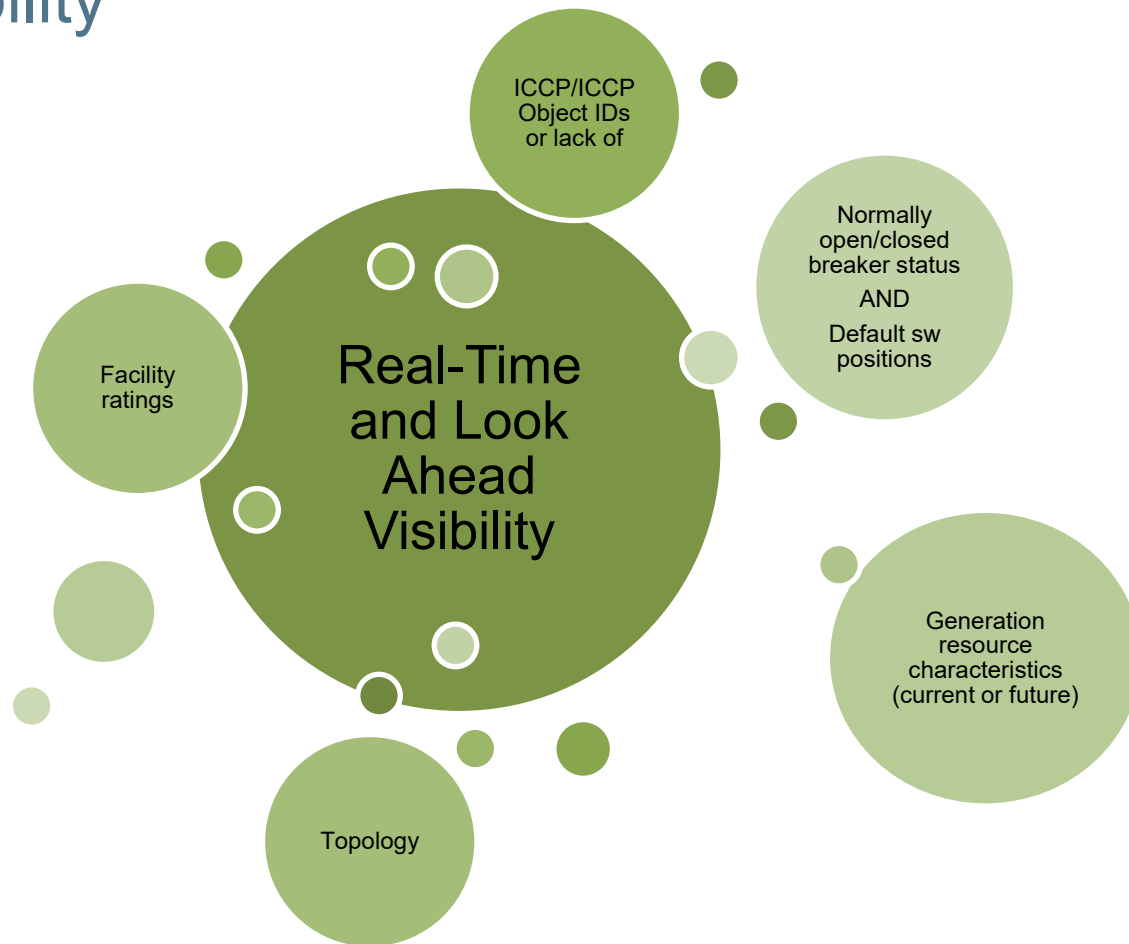 ICCP/ICCP
Object IDs
or lack of
Normally
open/closed
breaker status
AND
Default sw
positions
Facility
ratings
Real-Time
and Look
Ahead
Visibility
Generation
resource
characteristics
(current or future)
Topology